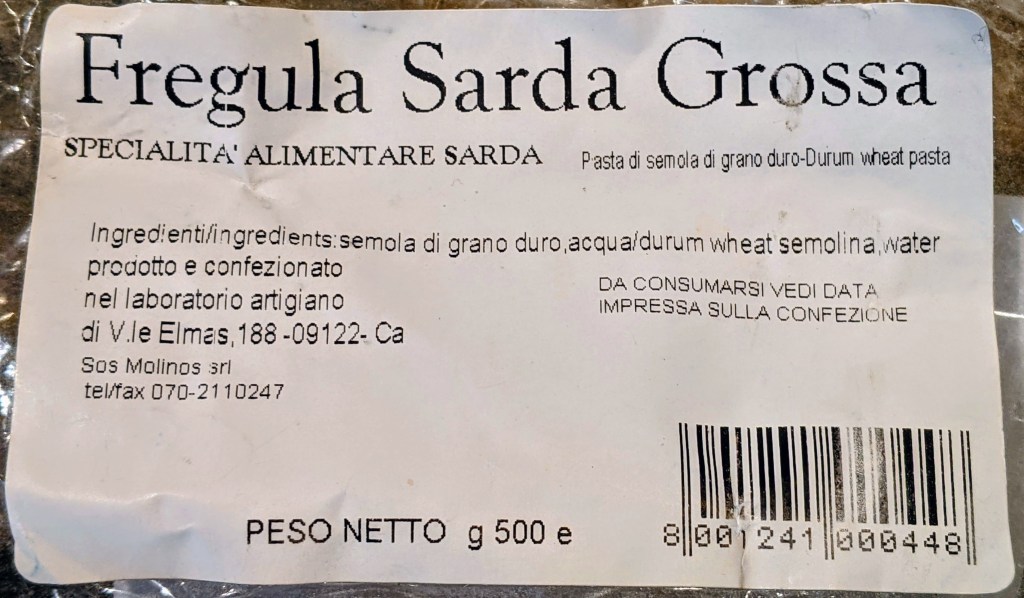 Fregula Sarda Grossa
SPECIALITA' ALIMENTARE SARDA Pasta di semola di grano duro-Durum wheat pasta
Ingredienti/ingredients:semola di grano duro,acqua/durum wheat semolina,water
prodotto e confezionato
nel laboratorio artigiano
di V.le Elmas,188 -09122- Ca
DA CONSUMARSI VEDI DATA
IMPRESSA SULLA CONFEZIONE
Sos Molinos srl
tel/fax 070-2110247
PESO NETTO g 500 e
8 001241 000448